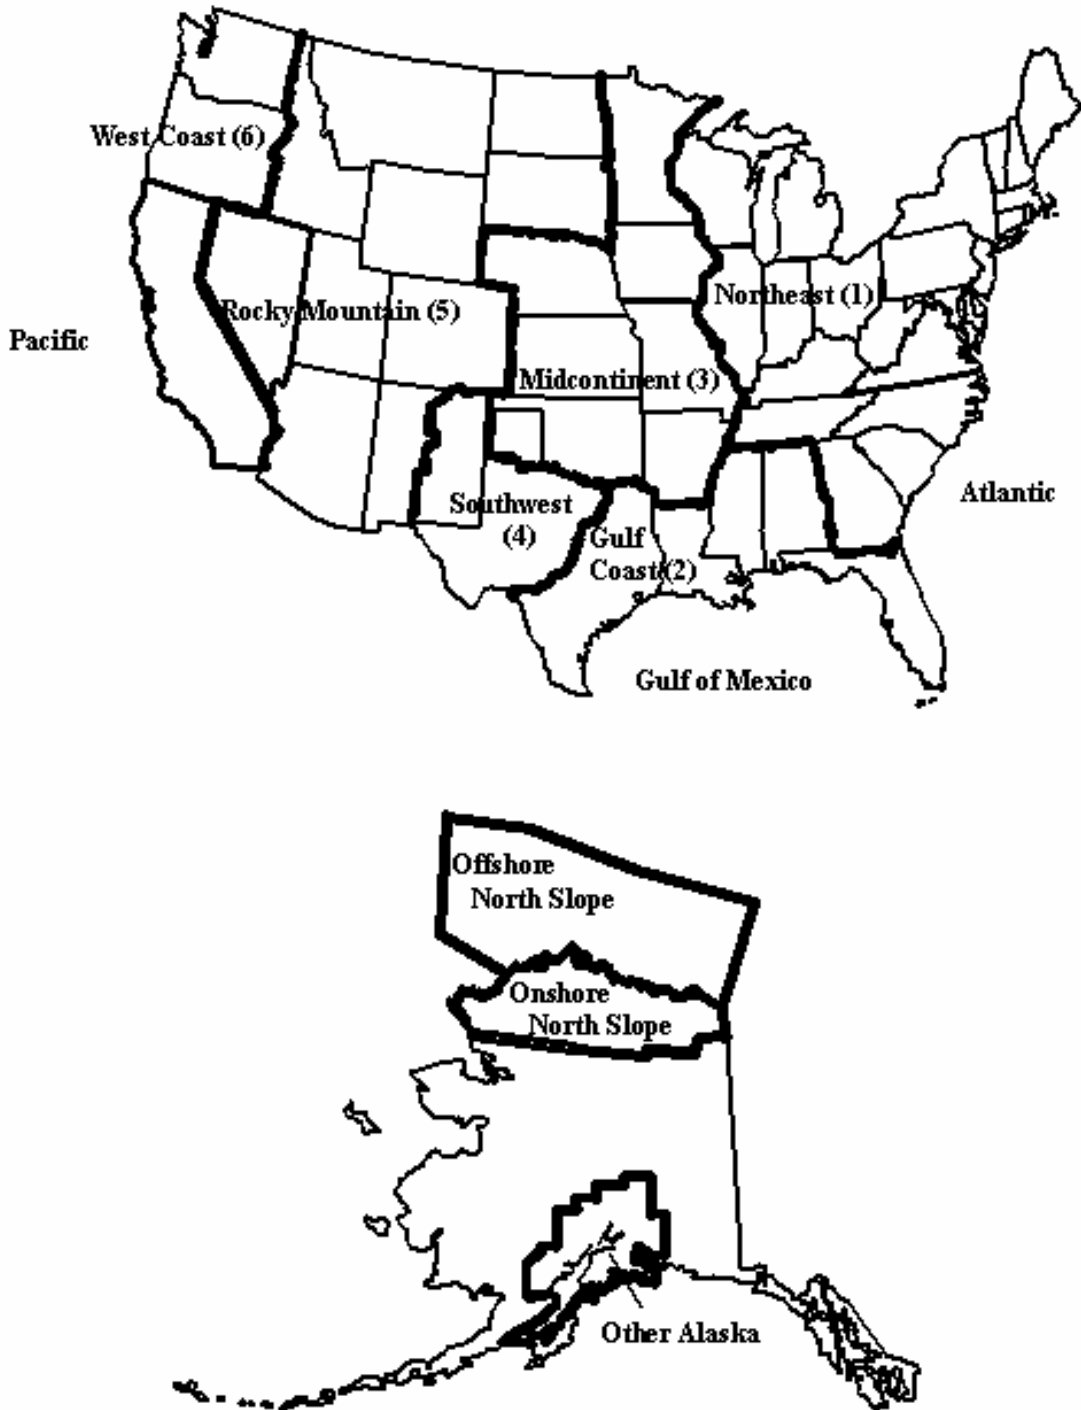 West Coast (6)
Northeast (1)
Rocky Mountain (5)
Pacific
Midcontinent (3)
Atlantic
Southwest
(4)
Gulf
Coast (2)
Gulf of Mexico
Offshore
North Slope
Onshore
North Slope
Other Alaska